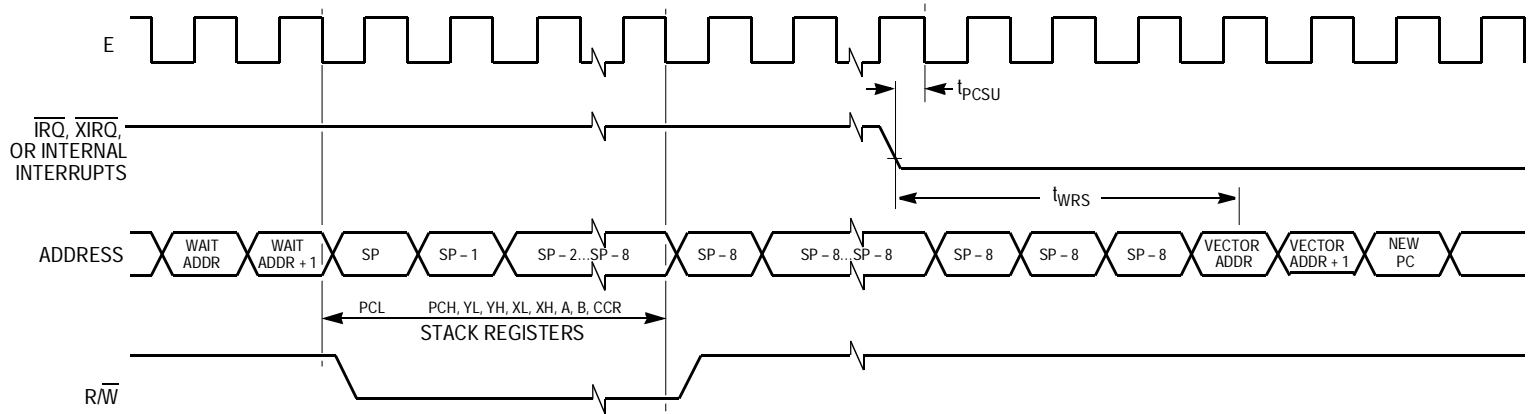 E
t PCSU
IRQ, XIRQ,
OR INTERNAL
INTERRUPTS
t WRS
ADDRESS
WAIT
ADDR
WAIT
ADDR + 1
SP
SP – 1
SP – 2...SP – 8
SP – 8
SP – 8...SP – 8
SP – 8
SP – 8
SP – 8
VECTOR
ADDR
VECTOR
ADDR + 1
NEW
PC
PCL PCH, YL, YH, XL, XH, A, B, CCR
STACK REGISTERS
R/W